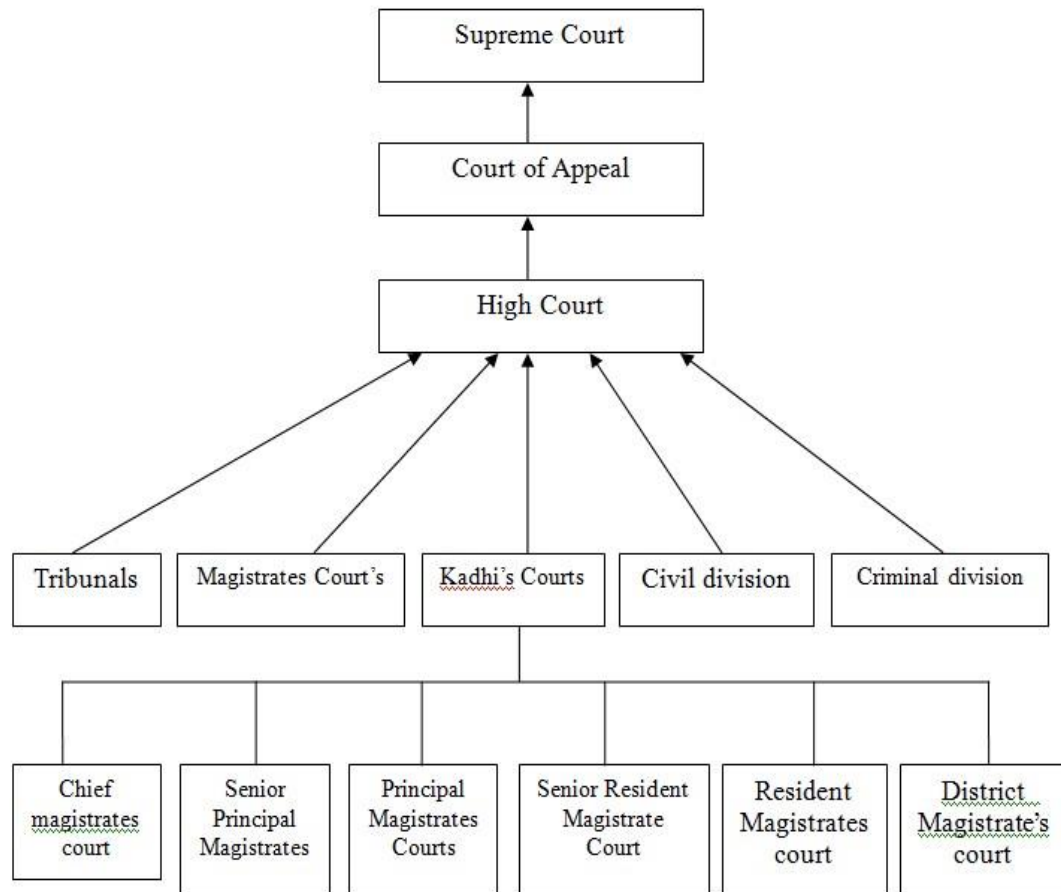 Supreme Court
Court of Appeal
High Court
Tribunals
Magistrates Court’s
Kadhi’s Courts
Civil division
Criminal division
Chief
magistrates
court
Senior
Principal
Magistrates
Principal
Magistrates
Courts
Senior Resident
Magistrate
Court
Resident
Magistrates
court
District
Magistrate’s
court